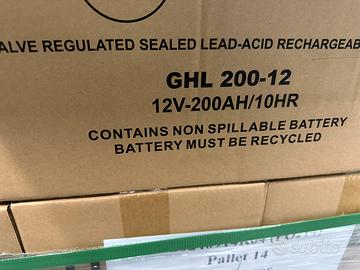 ALVE REGULATED SEALED LEAD-ACID RECHARGEAB
GHL 200-12
12V-200AH/10HR
CONTAINS NON SPILLABLE BATTERY
BATTERY MUST BE RECYCLED
Pallet 14
subito